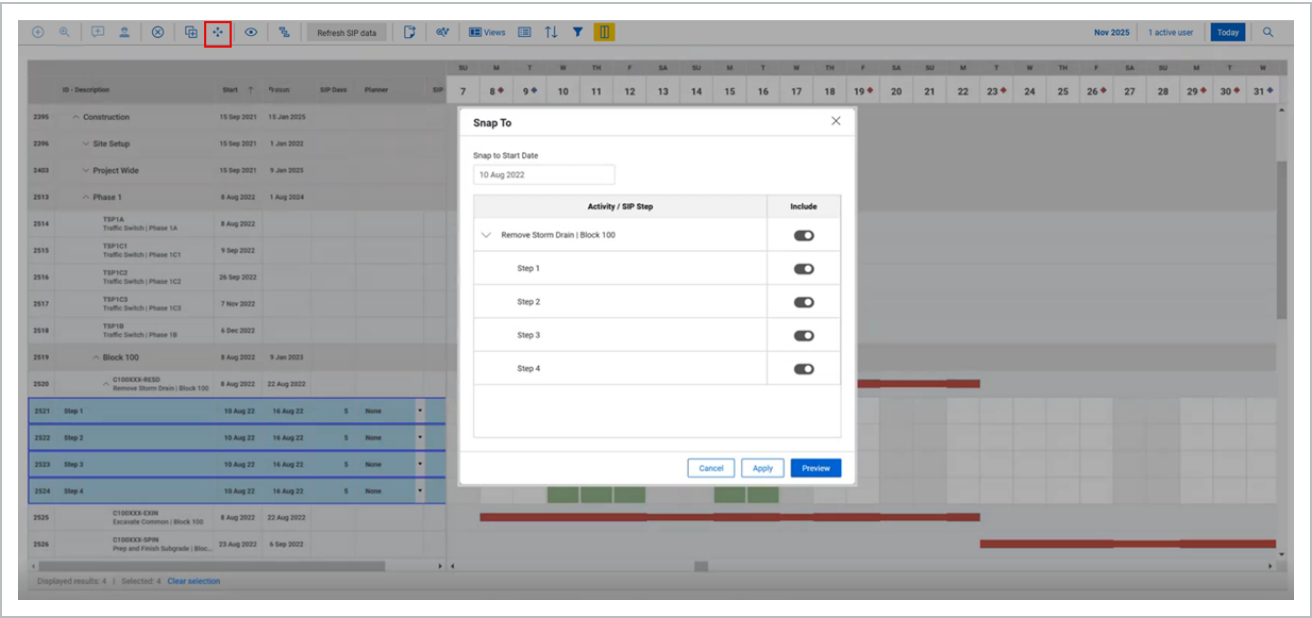 Refresh SIP data Views Nov 2025 1 active user Today
SU M T W TH F SA SU M T W TH F SA SU M T W TH F SA SU M T W
ID - Description Start SIP Days Planner SIP 7 8 9 10 11 12 13 14 15 16 17 18 19 20 21 22 23 24 25 26 27 28 29 30 31
2395 Construction 15 Sep 2021 15 Jan 2025
2396 Site Setup 15 Sep 2021 1 Jan 2022
2403 Project Wide 15 Sep 2021 9 Jan 2025
2513 Phase 1 8 Aug 2022 1 Aug 2024
2514 TSP1A 8 Aug 2022
Traffic Switch | Phase 1A
2515 TSP1C1 9 Sep 2022
Traffic Switch | Phase 1C1
2516 TSP1C2 26 Sep 2022
Traffic Switch | Phase 1C2
2517 TSP1C3 7 Nov 2022
Traffic Switch | Phase 1C3
2518 TSP1B 6 Dec 2022
Traffic Switch | Phase 1B
2519 Block 100 8 Aug 2022 9 Jan 2023
2520 C100XXX-RESD 8 Aug 2022 22 Aug 2022
Remove Storm Drain | Block 100
2521 Step 1 10 Aug 22 16 Aug 22 5 None
2522 Step 2 10 Aug 22 16 Aug 22 5 None
2523 Step 3 10 Aug 22 16 Aug 22 5 None
2524 Step 4 10 Aug 22 16 Aug 22 5 None
2525 C100XXX-EXIN 8 Aug 2022 22 Aug 2022
Excavate Common | Block 100
2526 C100XXX-SPIN 23 Aug 2022 6 Sep 2022
Prep and Finish Subgrade | Bloc...
Displayed results: 4 | Selected: 4 Clear selection
Snap To
Snap to Start Date
10 Aug 2022
Activity / SIP Step Include
Remove Storm Drain | Block 100
Step 1
Step 2
Step 3
Step 4
Cancel Apply Preview